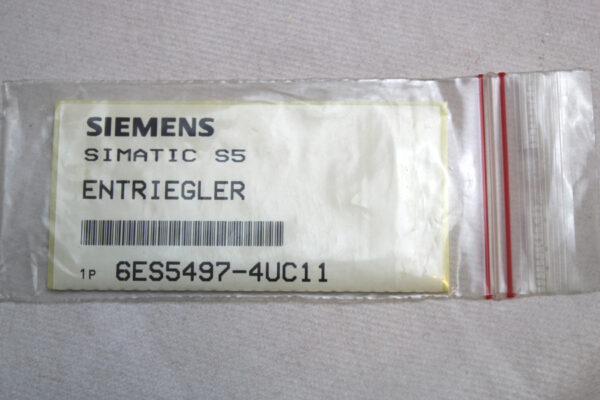 SIEMENS
SIMATIC S5
ENTRIEGLER
1P 6ES5497-4UC11